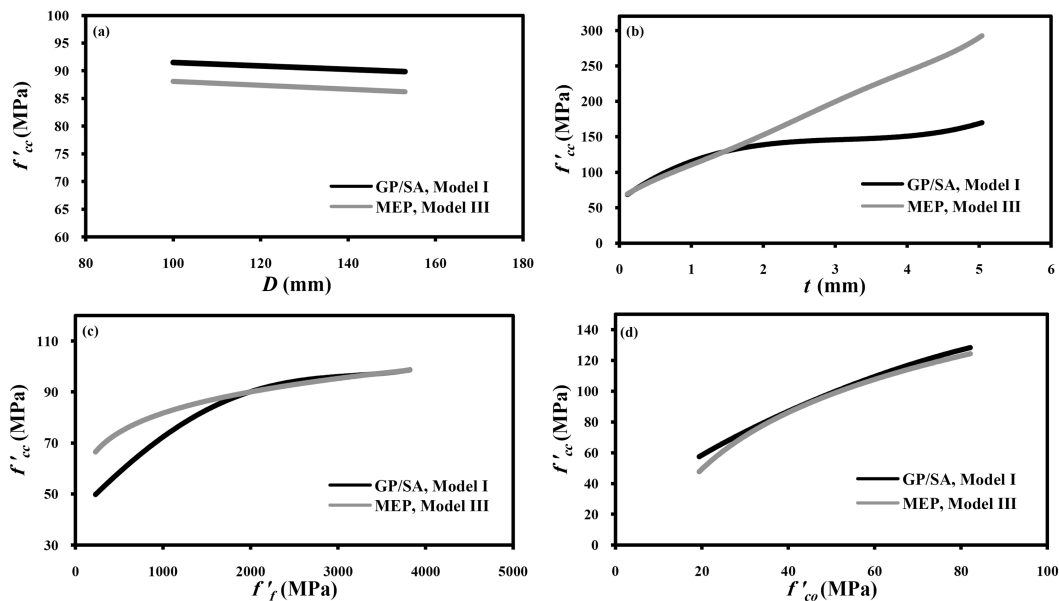 (a)
100
95
90
85
80
75
70
65
60
f'cc (MPa)
GP/SA, Model I
MEP, Model III
80 100 120 140 160 180
D (mm)
(b)
300
250
200
150
100
50
0
f'cc (MPa)
GP/SA, Model I
MEP, Model III
0 1 2 3 4 5 6
t (mm)
(c)
110
90
70
50
30
f'cc (MPa)
GP/SA, Model I
MEP, Model III
0 1000 2000 3000 4000 5000
f'f (MPa)
(d)
140
120
100
80
60
40
20
0
f'cc (MPa)
GP/SA, Model I
MEP, Model III
0 20 40 60 80 100
f'co (MPa)